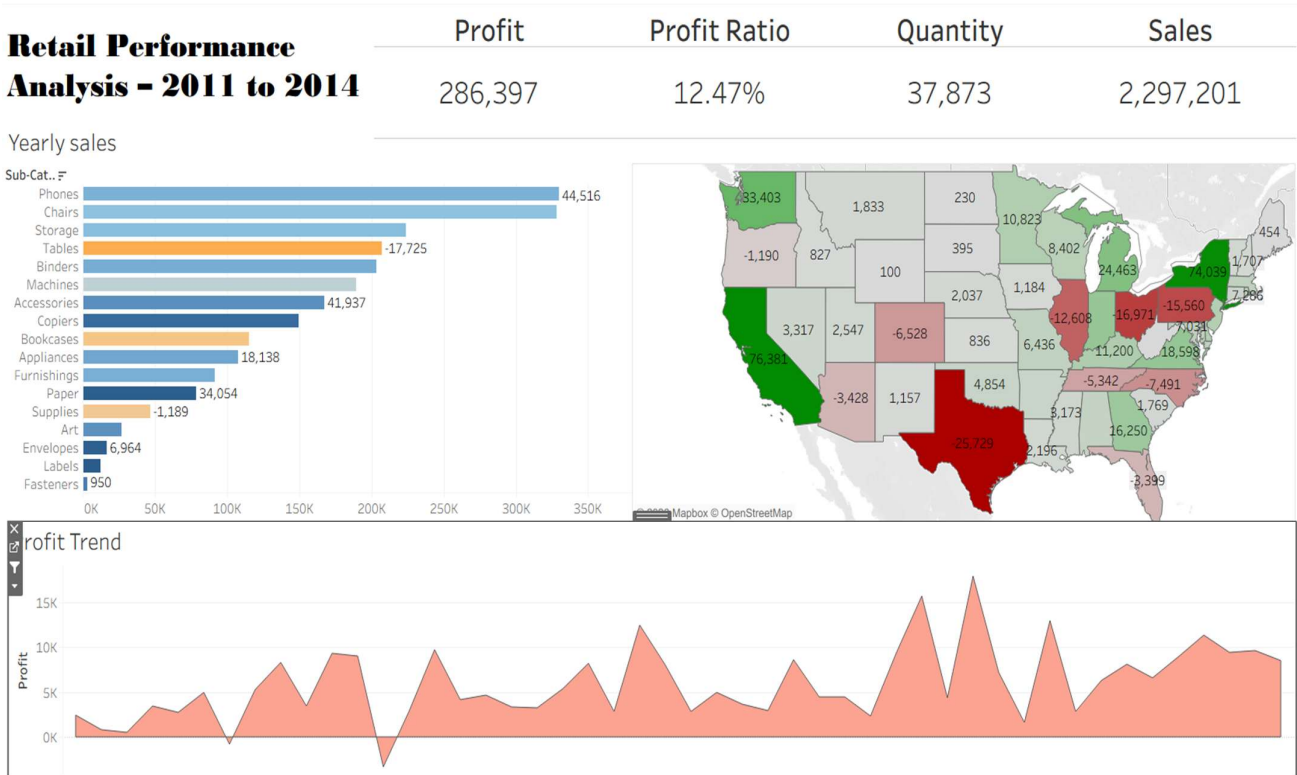 Retail Performance
Analysis – 2011 to 2014
Profit
Profit Ratio
Quantity
Sales
286,397
12.47%
37,873
2,297,201
Yearly sales
Sub-Cat..
Phones 44,516
Chairs
Storage
Tables -17,725
Binders
Machines
Accessories 41,937
Copiers
Bookcases
Appliances 18,138
Furnishings
Paper 34,054
Supplies -1,189
Art
Envelopes 6,964
Labels
Fasteners 950
0K 50K 100K 150K 200K 250K 300K 350K
33,403
1,833
230
10,823
454
-1,190
827
395
8,402
24,463
74,039
1,707
100
1,184
7,286
2,037
-12,608
-16,971
-15,560
7,031
76,381
3,317
2,547
-6,528
836
6,436
11,200
18,598
-3,428
1,157
4,854
-5,342
-7,491
3,173
1,769
16,250
-25,729
2,196
-3,399
Mapbox © OpenStreetMap
rofit Trend
Profit
15K
10K
5K
0K